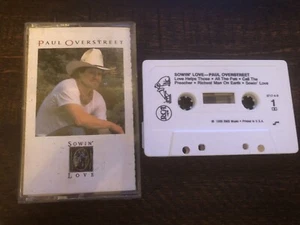 PAUL OVERSTREET
SOWIN'
LOVE
SOWIN' LOVE—PAUL OVERSTREET
Love Helps Those • All The Fun • Call The
Preacher • Richest Man On Earth • Sowin' Love
RCA
1